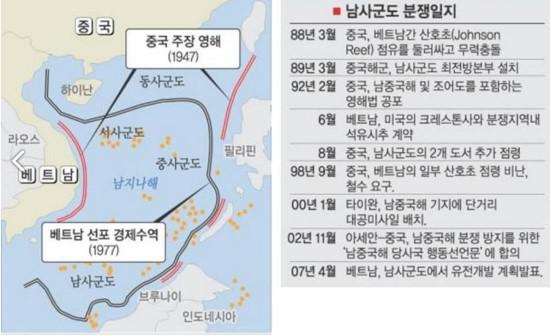 중국
중국 주장 영해
(1947)
하이난
동사군도
라오스
서사군도
필리핀
베트남
중사군도
남지나해
베트남 선포 경제수역
(1977)
남사군도
브루나이
인도네시아
■ 남사군도 분쟁일지
88년 3월 중국, 베트남간 산호초(Johnson
Reef) 점유를 둘러싸고 무력충돌
89년 3월 중국해군, 남사군도 최전방본부 설치
92년 2월 중국, 남중국해 및 조어도를 포함하는
영해법 공포
6월 베트남, 미국의 크레스톤사와 분쟁지역내
석유시추 계약
8월 중국, 남사군도의 2개 도서 추가 점령
98년 9월 중국, 베트남의 일부 산호초 점령 비난,
철수 요구.
00년 1월 타이완, 남중국해 기지에 단거리
대공미사일 배치.
02년 11월 아세안-중국, 남중국해 분쟁 방지를 위한
'남중국해 당사국 행동선언문'에 합의
07년 4월 베트남, 남사군도에서 유전개발 계획발표.